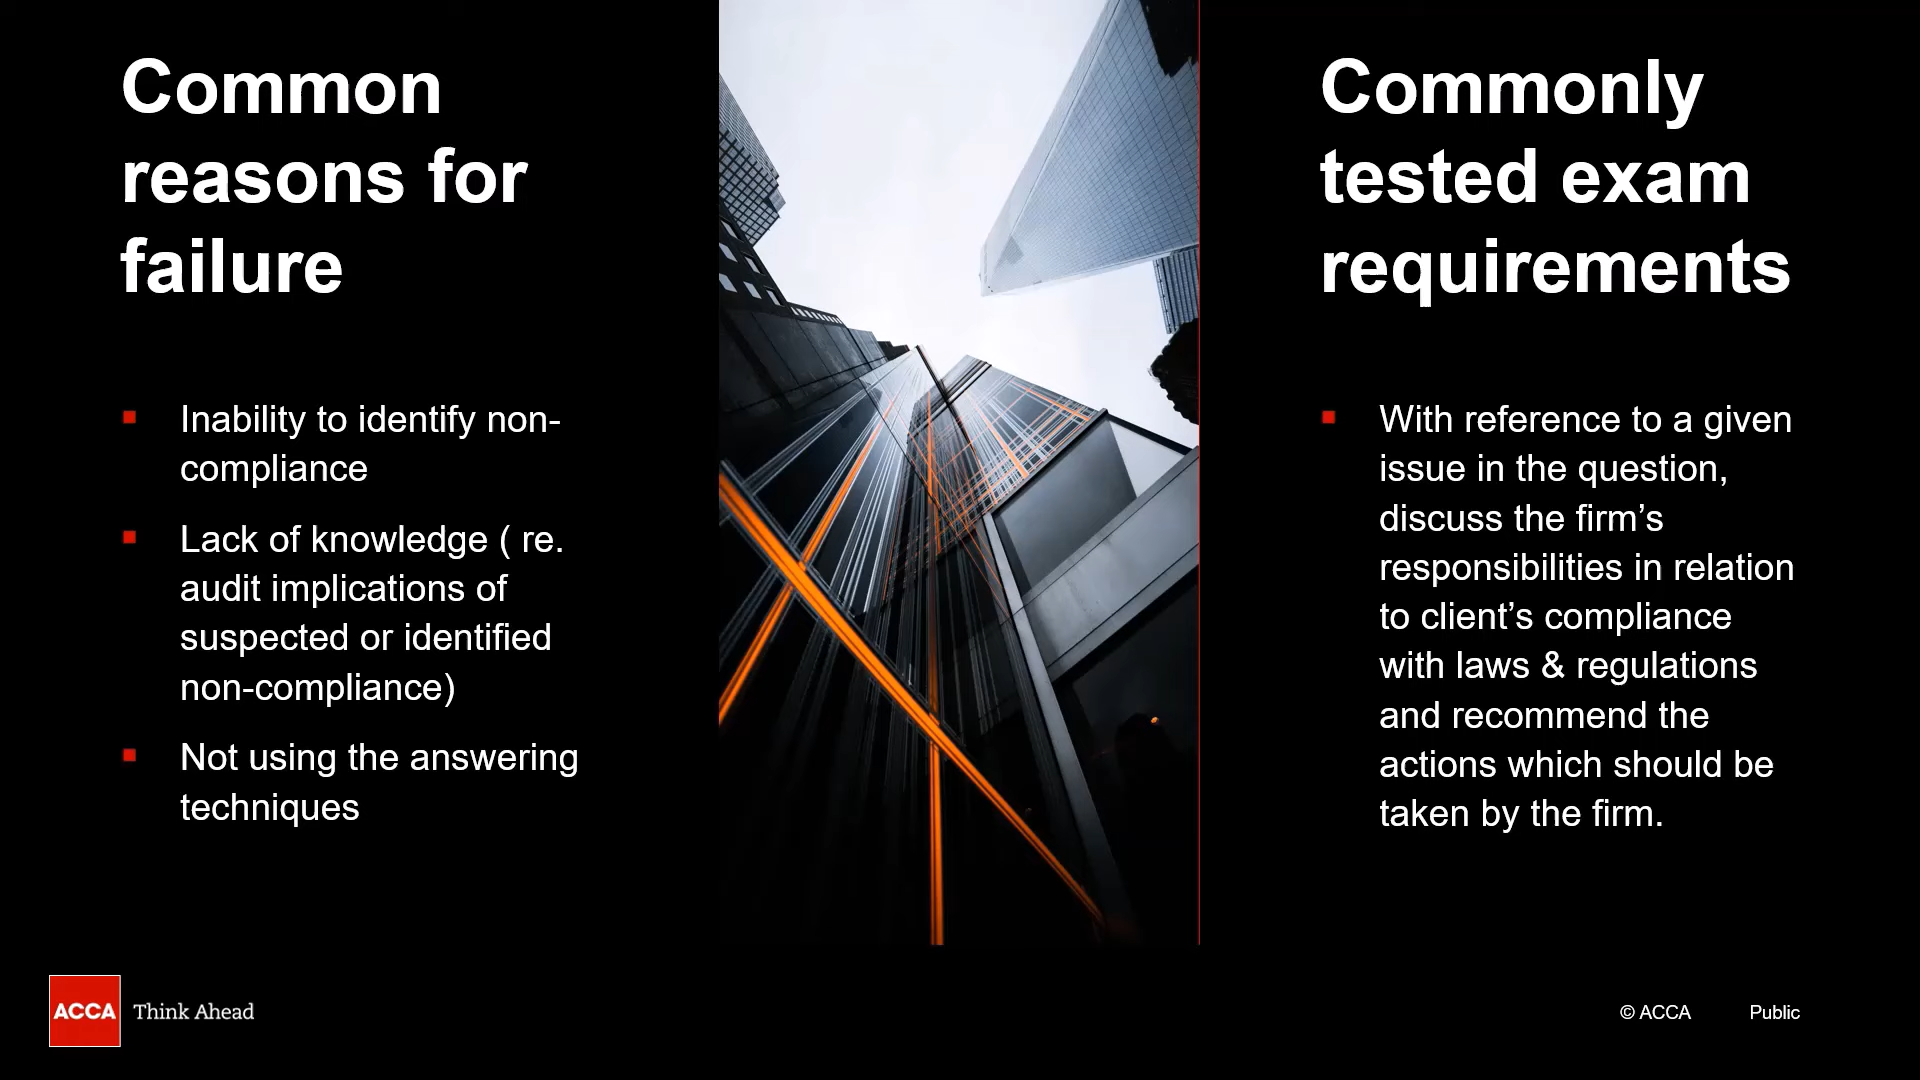 Common
reasons for
failure
Inability to identify non-
compliance
Lack of knowledge ( re.
audit implications of
suspected or identified
non-compliance)
Not using the answering
techniques
Commonly
tested exam
requirements
With reference to a given
issue in the question,
discuss the firm’s
responsibilities in relation
to client’s compliance
with laws & regulations
and recommend the
actions which should be
taken by the firm.
ACCA Think Ahead
© ACCA Public